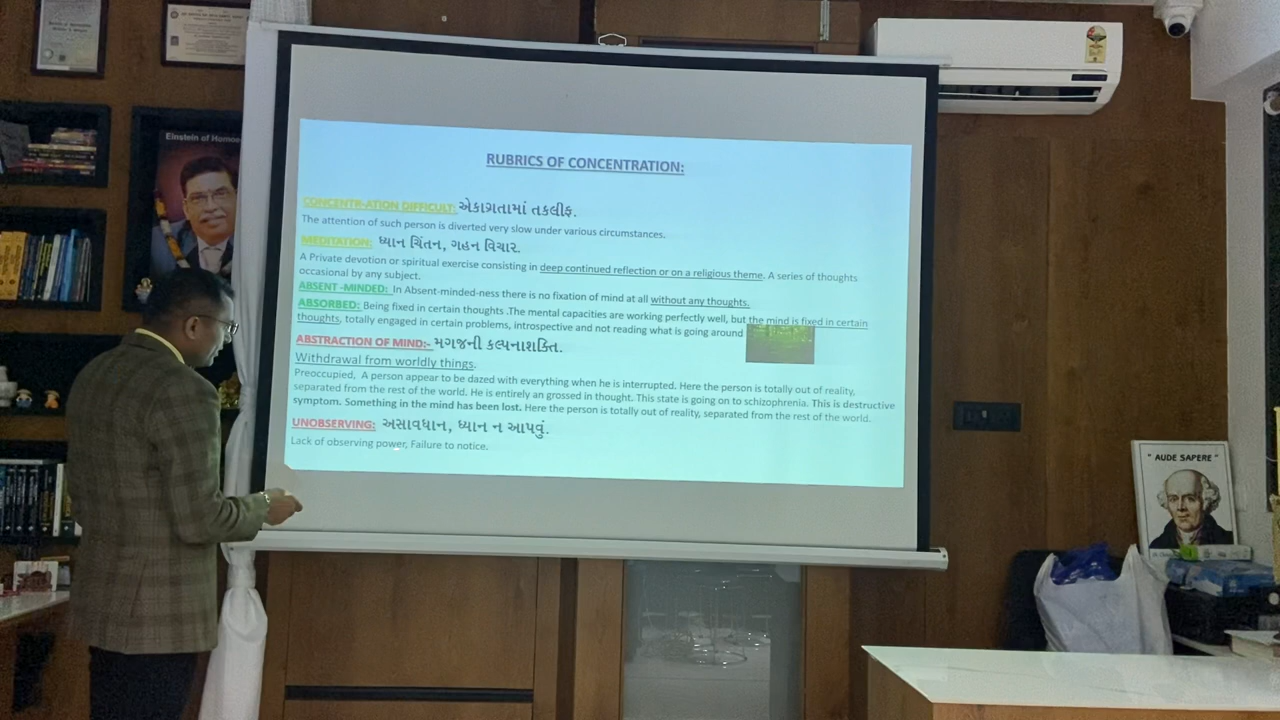 Einstein of Homoe
RUBRICS OF CONCENTRATION:
CONCENTR-ATION DIFFICULT: એકાગ્રતામાં તકલીફ.
The attention of such person is diverted very slow under various circumstances.
MEDITATION: ધ્યાન ચિંતન, ગહન વિચાર.
A Private devotion or spiritual exercise consisting in deep continued reflection or on a religious theme. A series of thoughts
occasional by any subject.
ABSENT -MINDED: In Absent-minded-ness there is no fixation of mind at all without any thoughts.
ABSORBED: Being fixed in certain thoughts .The mental capacities are working perfectly well, but the mind is fixed in certain
thoughts, totally engaged in certain problems, introspective and not reading what is going around
ABSTRACTION OF MIND:- મગજની કલ્પનાશક્તિ.
Withdrawal from worldly things.
Preoccupied, A person appear to be dazed with everything when he is interrupted. Here the person is totally out of reality,
separated from the rest of the world. He is entirely an grossed in thought. This state is going on to schizophrenia. This is destructive
symptom. Something in the mind has been lost. Here the person is totally out of reality, separated from the rest of the world.
UNOBSERVING: અસાવધાન, ધ્યાન ન આપવું.
Lack of observing power, Failure to notice.
" AUDE SAPERE "